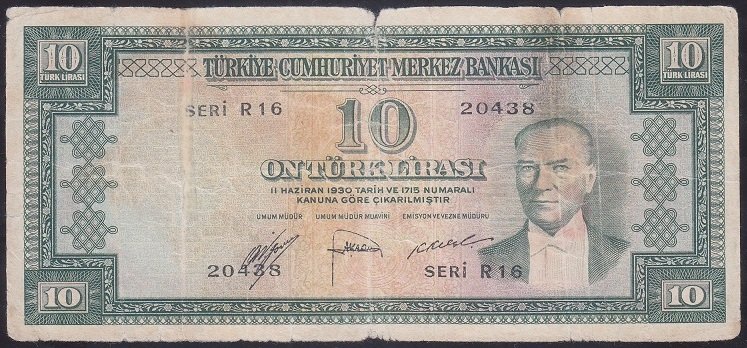 10 TÜRK LİRASI
TÜRKİYE CUMHURİYET MERKEZ BANKASI
10 TÜRK LİRASI
SERİ R 16
20438
10
ON TÜRK LİRASI
11 HAZİRAN 1930 TARİH VE 1715 NUMARALI
KANUNA GÖRE ÇIKARILMIŞTIR
UMUM MÜDÜR
UMUM MÜDÜR MUAVİNİ
EMİSYON VE VEZNE MÜDÜRÜ
20438
SERİ R 16
10
10